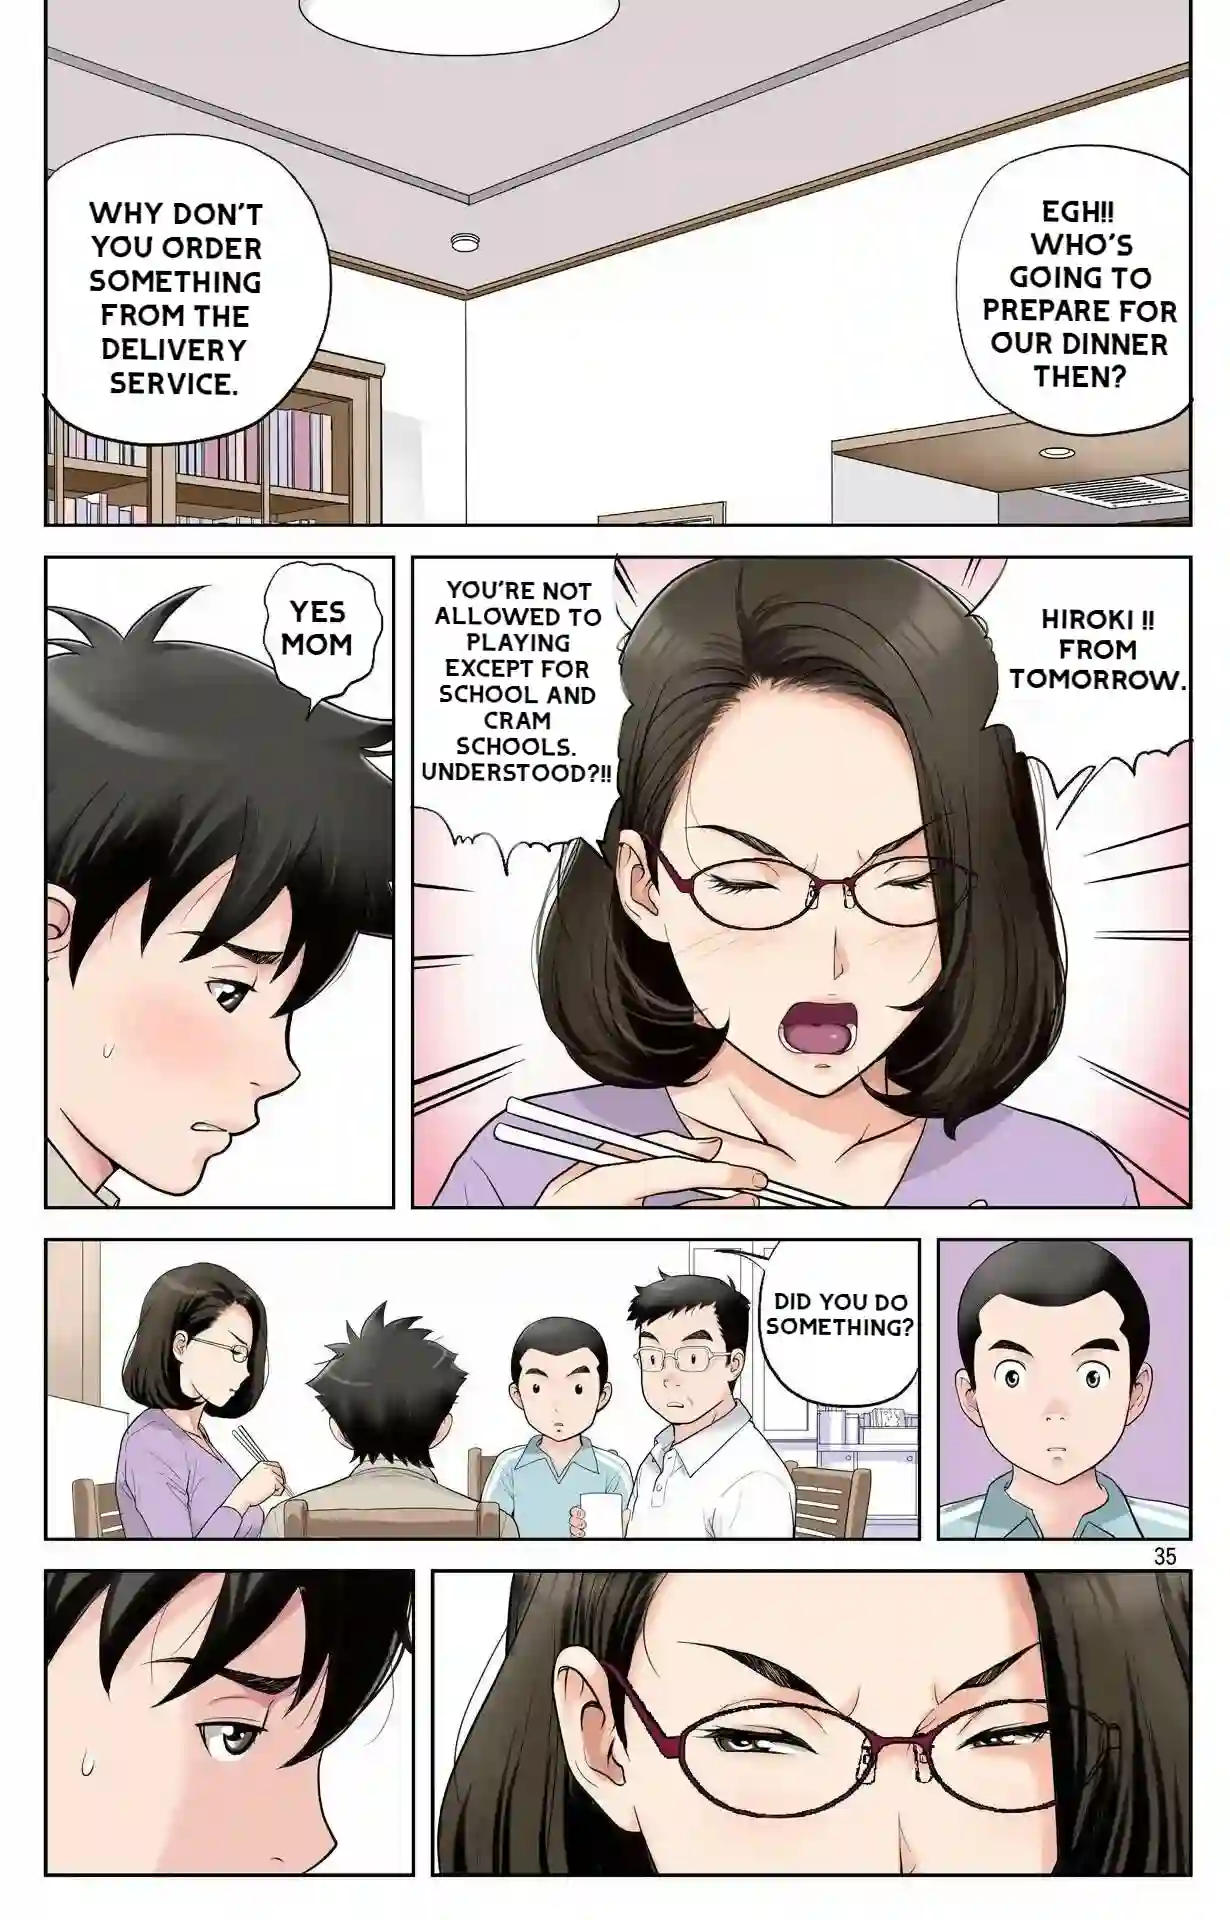 EGH!!
WHO'S
GOING TO
PREPARE FOR
OUR DINNER
THEN?
WHY DON'T
YOU ORDER
SOMETHING
FROM THE
DELIVERY
SERVICE.
HIROKI !!
FROM
TOMORROW.
YOU'RE NOT
ALLOWED TO
PLAYING
EXCEPT FOR
SCHOOL AND
CRAM
SCHOOLS.
UNDERSTOOD?!!
YES
MOM
DID YOU DO
SOMETHING?
35